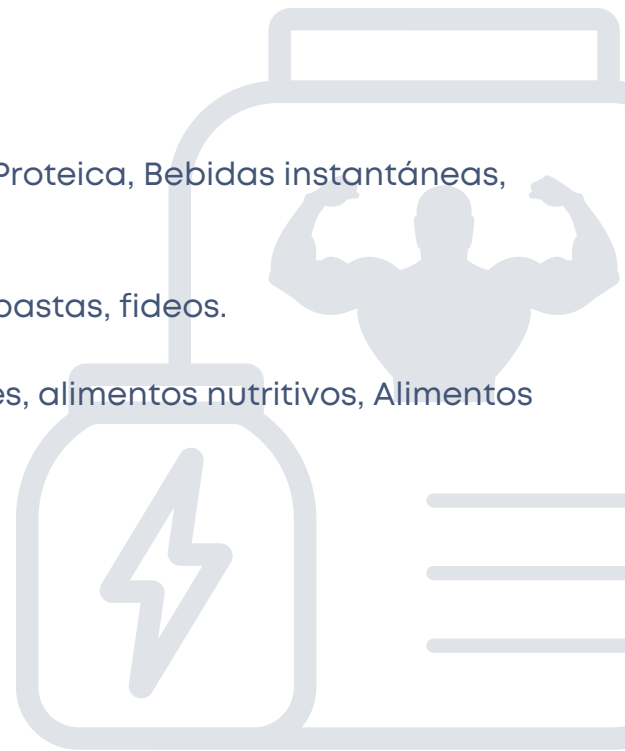 Proteica, Bebidas instantáneas,
pastas, fideos.
es, alimentos nutritivos, Alimentos